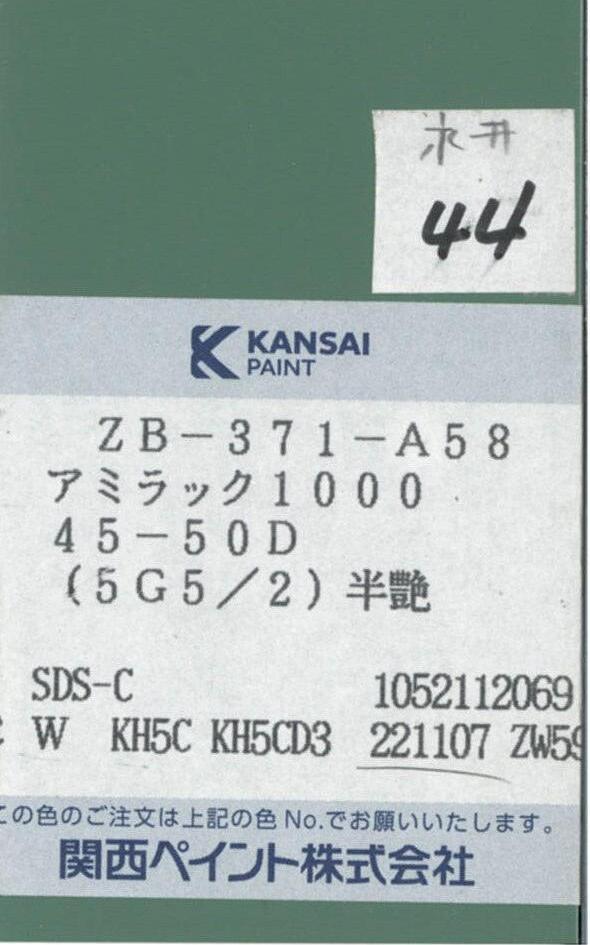 永井
44
KANSAI
PAINT
ZB-371-A58
アミラック1000
45-50D
(5G5/2)半艶
SDS-C 1052112069
W KH5C KH5CD3 221107 ZW59
この色のご注文は上記の色No.でお願いいたします。
関西ペイント株式会社